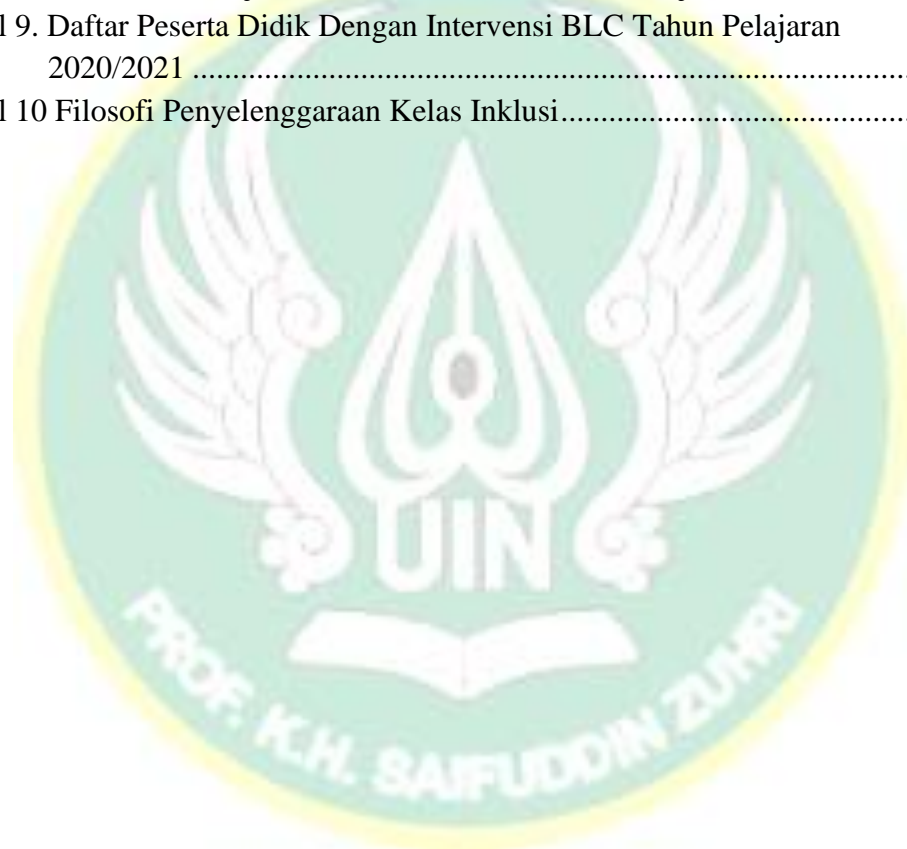 l 9. Daftar Peserta Didik Dengan Intervensi BLC Tahun Pelajaran
2020/2021 ..........................................................................................
l 10 Filosofi Penyelenggaraan Kelas Inklusi............................................
UIN
PROF. K.H. SAIFUDDIN ZUHRI